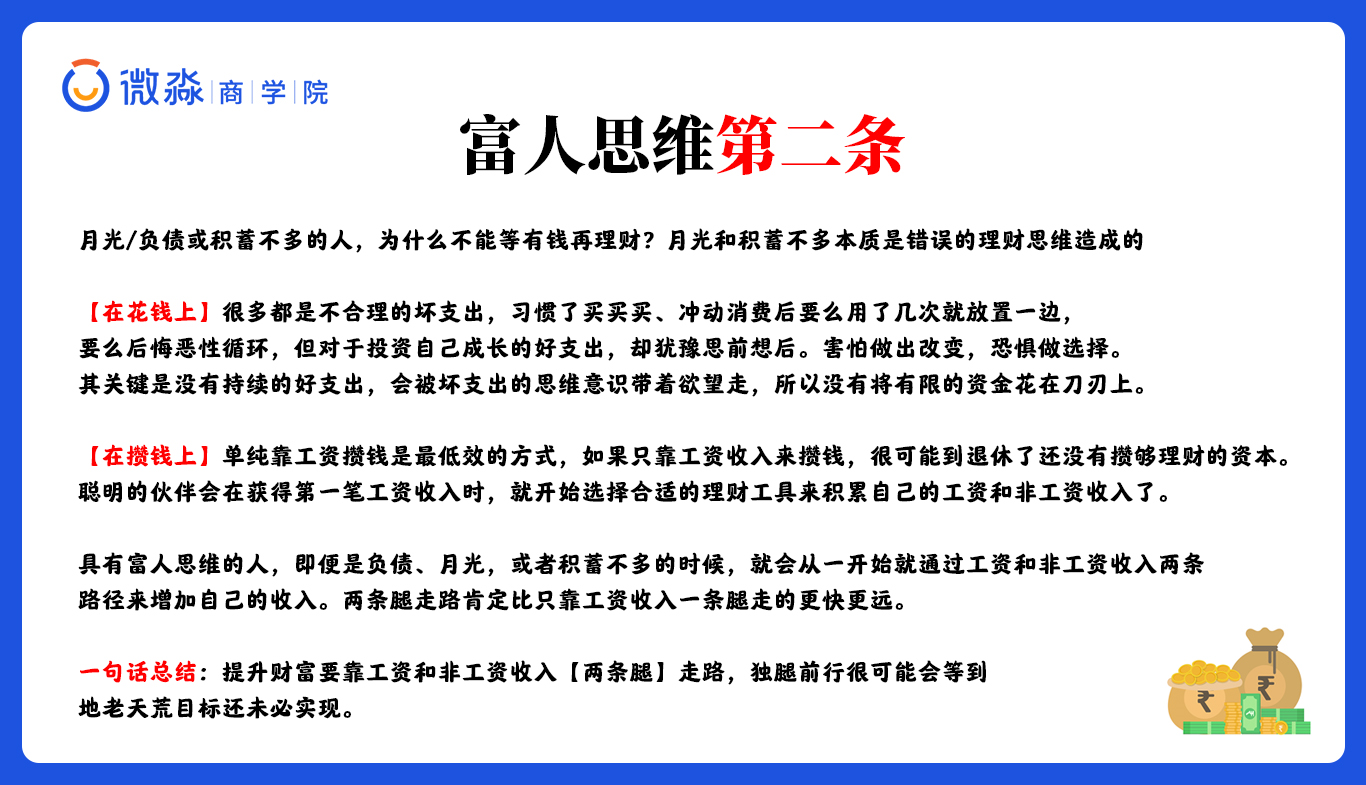 微淼|商|学|院
富人思维第二条
月光/负债或积蓄不多的人，为什么不能等有钱再理财？月光和积蓄不多本质是错误的理财思维造成的
【在花钱上】很多都是不合理的坏支出，习惯了买买买、冲动消费后要么用了几次就放置一边，
要么后悔恶性循环，但对于投资自己成长的好支出，却犹豫思前想后。害怕做出改变，恐惧做选择。
其关键是没有持续的好支出，会被坏支出的思维意识带着欲望走，所以没有将有限的资金花在刀刃上。
【在攒钱上】单纯靠工资攒钱是最低效的方式，如果只靠工资收入来攒钱，很可能到退休了还没有攒够理财的资本。
聪明的伙伴会在获得第一笔工资收入时，就开始选择合适的理财工具来积累自己的工资和非工资收入了。
具有富人思维的人，即便是负债、月光，或者积蓄不多的时候，就会从一开始就通过工资和非工资收入两条
路径来增加自己的收入。两条腿走路肯定比只靠工资收入一条腿走的更快更远。
一句话总结：提升财富要靠工资和非工资收入【两条腿】走路，独腿前行很可能会等到
地老天荒目标还未必实现。
₹
₹